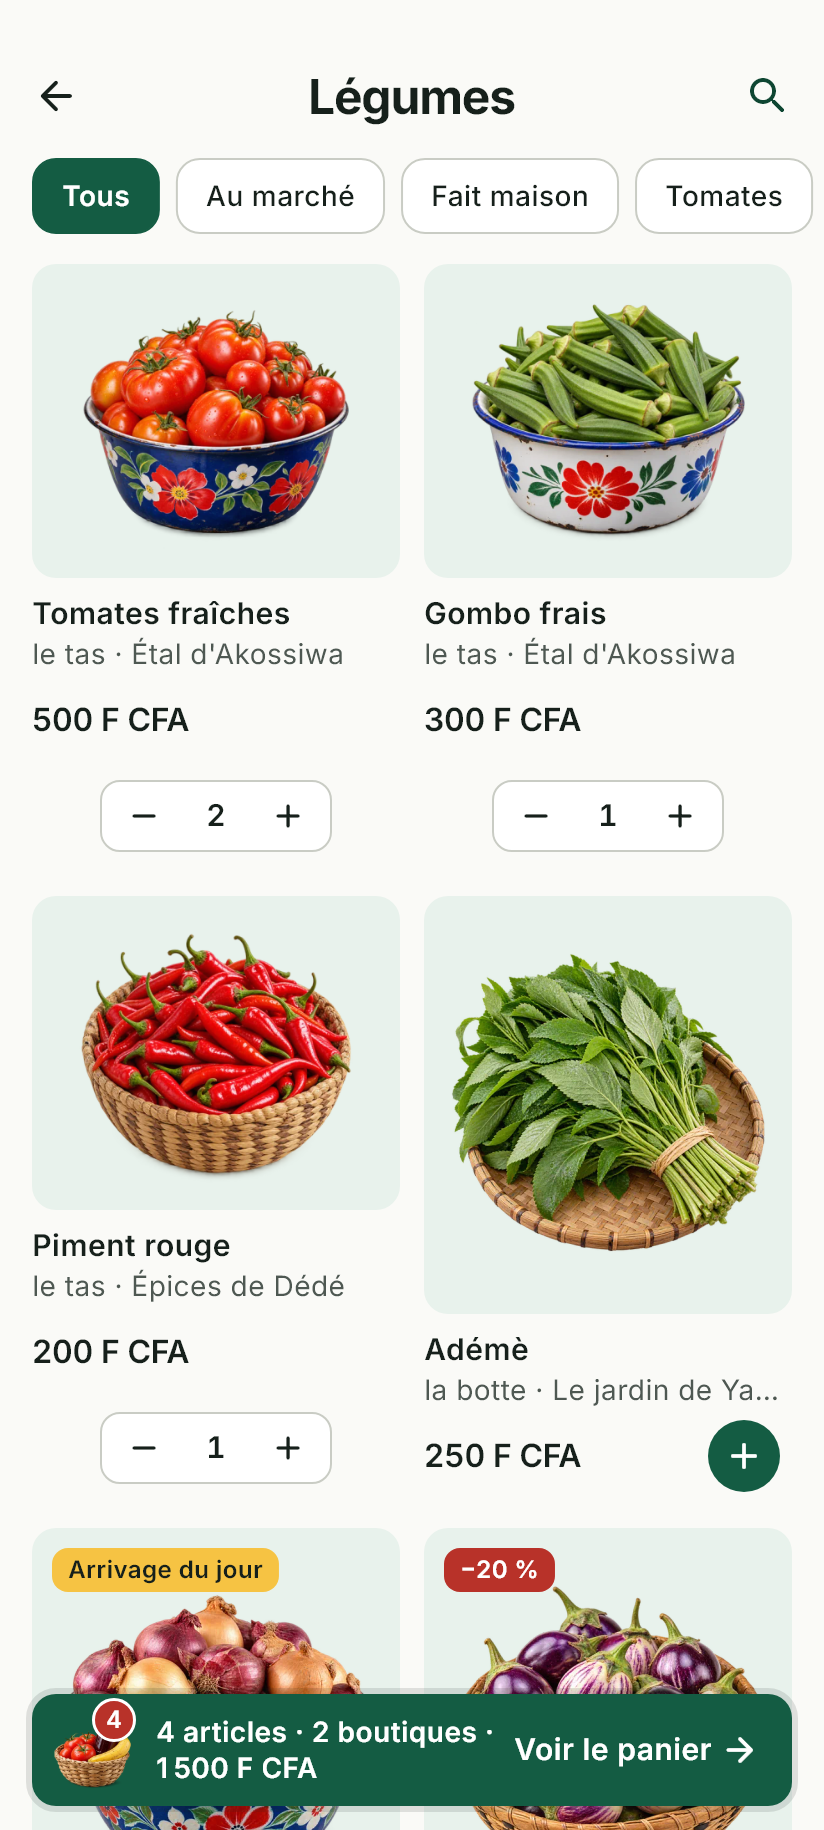 Légumes
Tous
Au marché
Fait maison
Tomates
Tomates fraîches
le tas · Étal d'Akossiwa
500 F CFA
2
Gombo frais
le tas · Étal d'Akossiwa
300 F CFA
1
Piment rouge
le tas · Épices de Dédé
200 F CFA
1
Adémè
la botte · Le jardin de Ya...
250 F CFA
Arrivage du jour
−20 %
4
4 articles · 2 boutiques ·
1 500 F CFA
Voir le panier